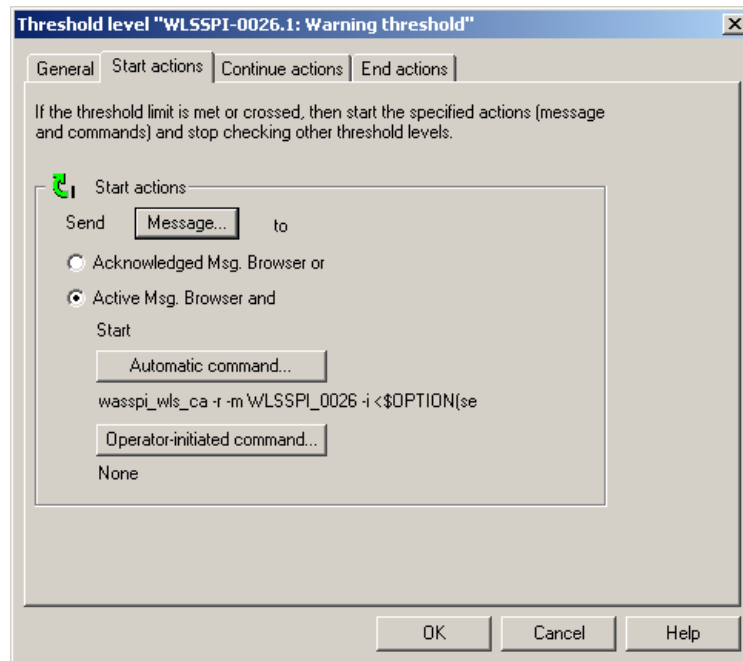 Threshold level "WLSSPI-0026.1: Warning threshold"
General Start actions Continue actions End actions
If the threshold limit is met or crossed, then start the specified actions (message
and commands) and stop checking other threshold levels.
Start actions
Send Message... to
Acknowledged Msg. Browser or
Active Msg. Browser and
Start
Automatic command...
wasspi_wls_ca -r -m WLSSPI_0026 -i <$OPTION(se
Operator-initiated command...
None
OK Cancel Help